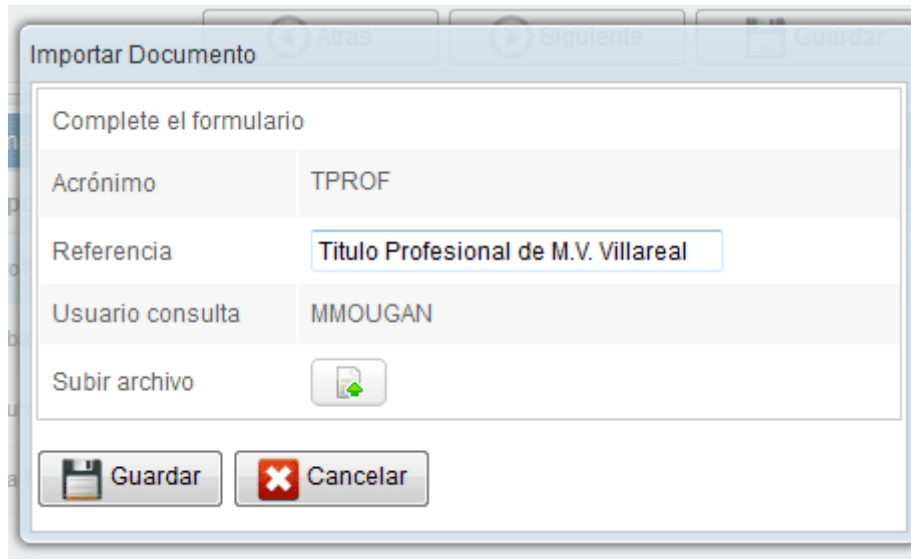 Atras Siguiente Guardar
Importar Documento
Complete el formulario
Acrónimo TPROF
Referencia Titulo Profesional de M.V. Villareal
Usuario consulta MMOUGAN
Subir archivo
Guardar Cancelar